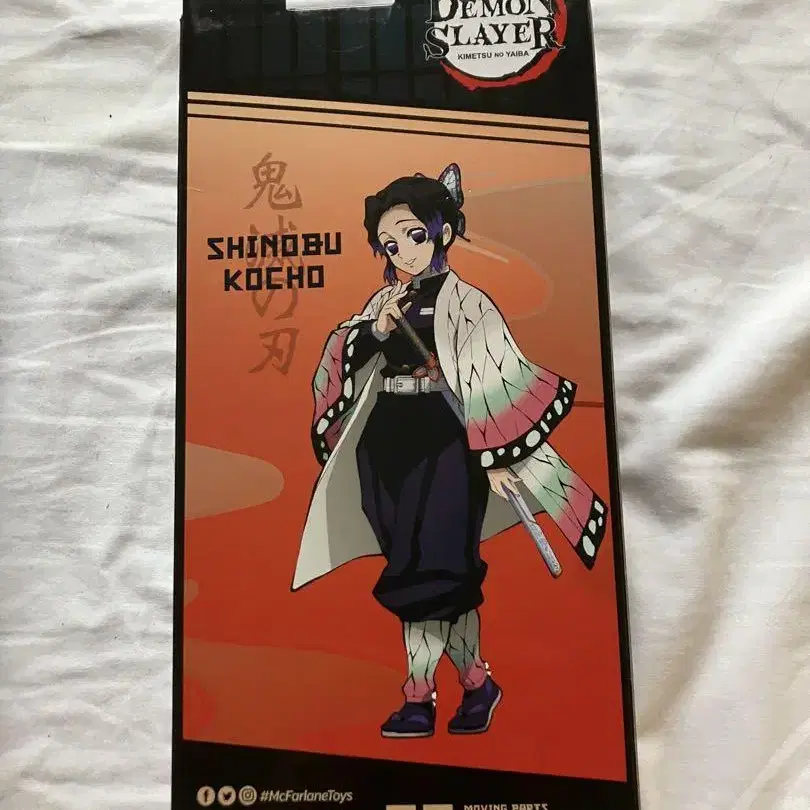 DEMON
SLAYER
KIMETSU NO YAIBA
鬼滅の刃
SHINOBU
KOCHO
#McFarlaneToys
MOVING PARTS